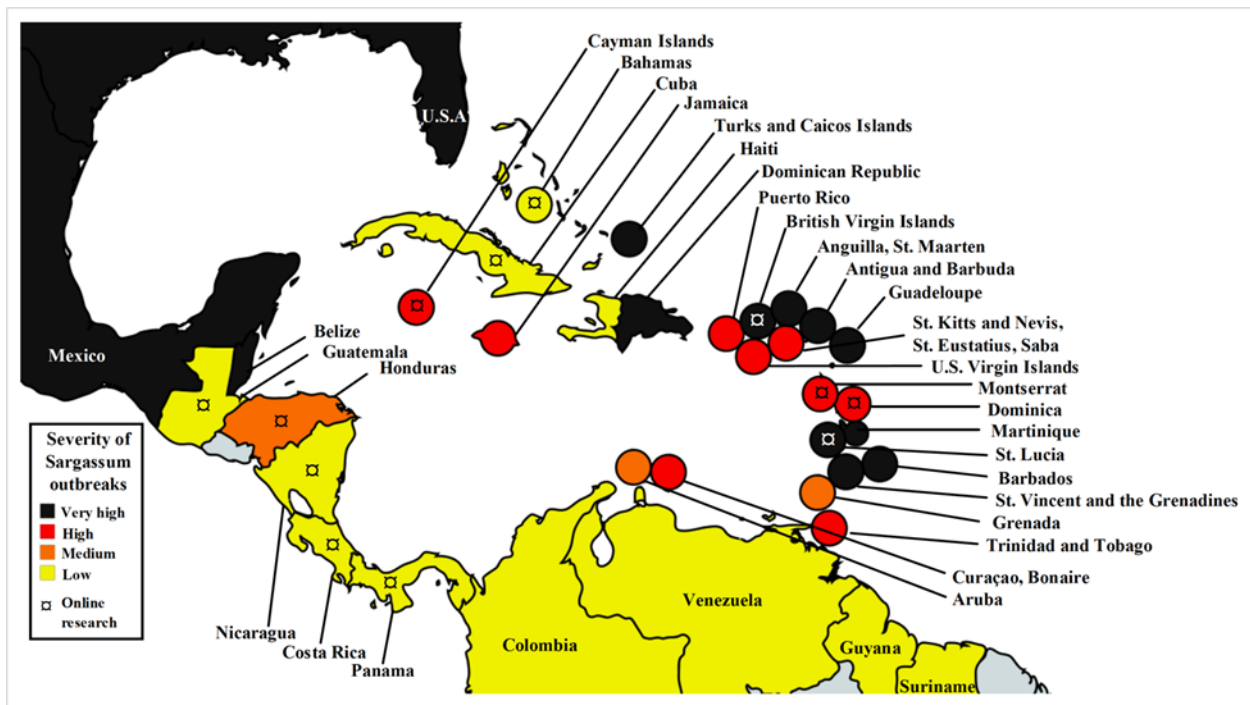 Cayman Islands
Bahamas
Cuba
Jamaica
Turks and Caicos Islands
Haiti
Dominican Republic
Puerto Rico
British Virgin Islands
Anguilla, St. Maarten
Antigua and Barbuda
Guadeloupe
St. Kitts and Nevis,
St. Eustatius, Saba
U.S. Virgin Islands
Montserrat
Dominica
Martinique
St. Lucia
Barbados
St. Vincent and the Grenadines
Grenada
Trinidad and Tobago
Curaçao, Bonaire
Aruba
U.S.A
Mexico
Belize
Guatemala
Honduras
Severity of
Sargassum
outbreaks
Very high
High
Medium
Low
¤ Online
research
Nicaragua
Costa Rica
Panama
Colombia
Venezuela
Guyana
Suriname